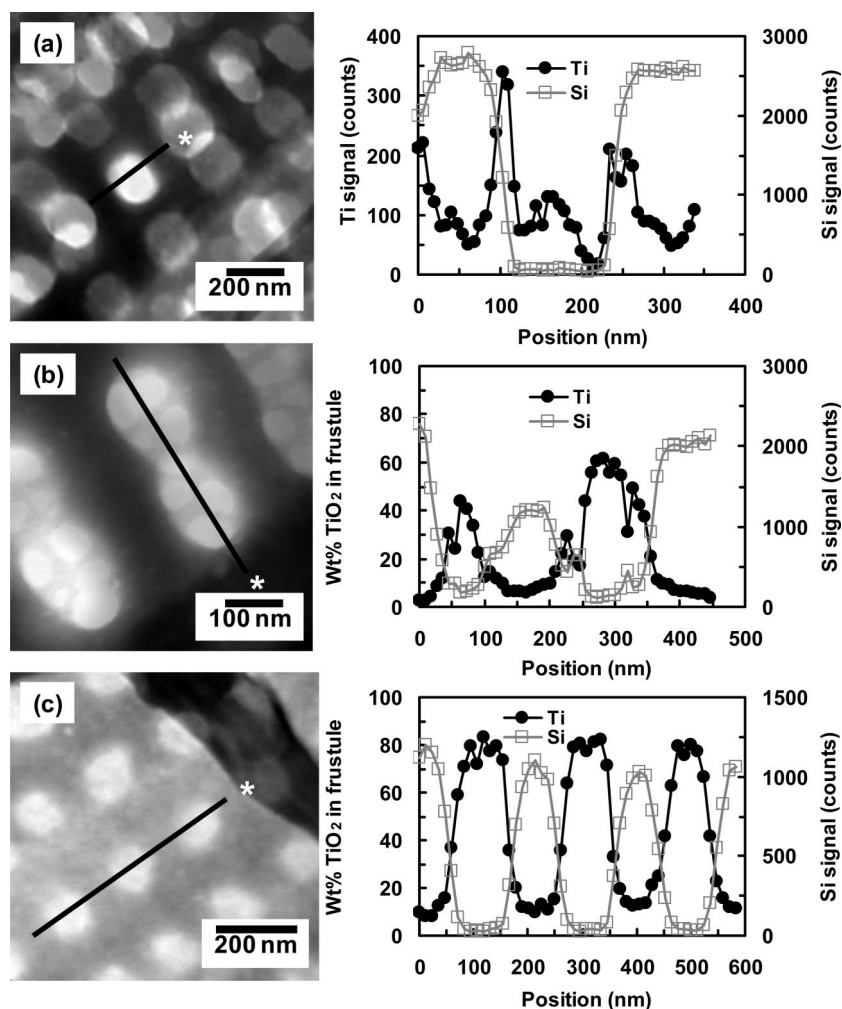 (a)
*
200 nm
400
350
300
250
200
150
100
50
0
Ti signal (counts)
Ti
Si
3000
2000
1000
0
Si signal (counts)
0 100 200 300 400
Position (nm)
(b)
*
100 nm
100
80
60
40
20
0
Wt% TiO2 in frustule
Ti
Si
3000
2000
1000
0
Si signal (counts)
0 100 200 300 400 500
Position (nm)
(c)
*
200 nm
100
80
60
40
20
0
Wt% TiO2 in frustule
Ti
Si
1500
1000
500
0
Si signal (counts)
0 100 200 300 400 500 600
Position (nm)